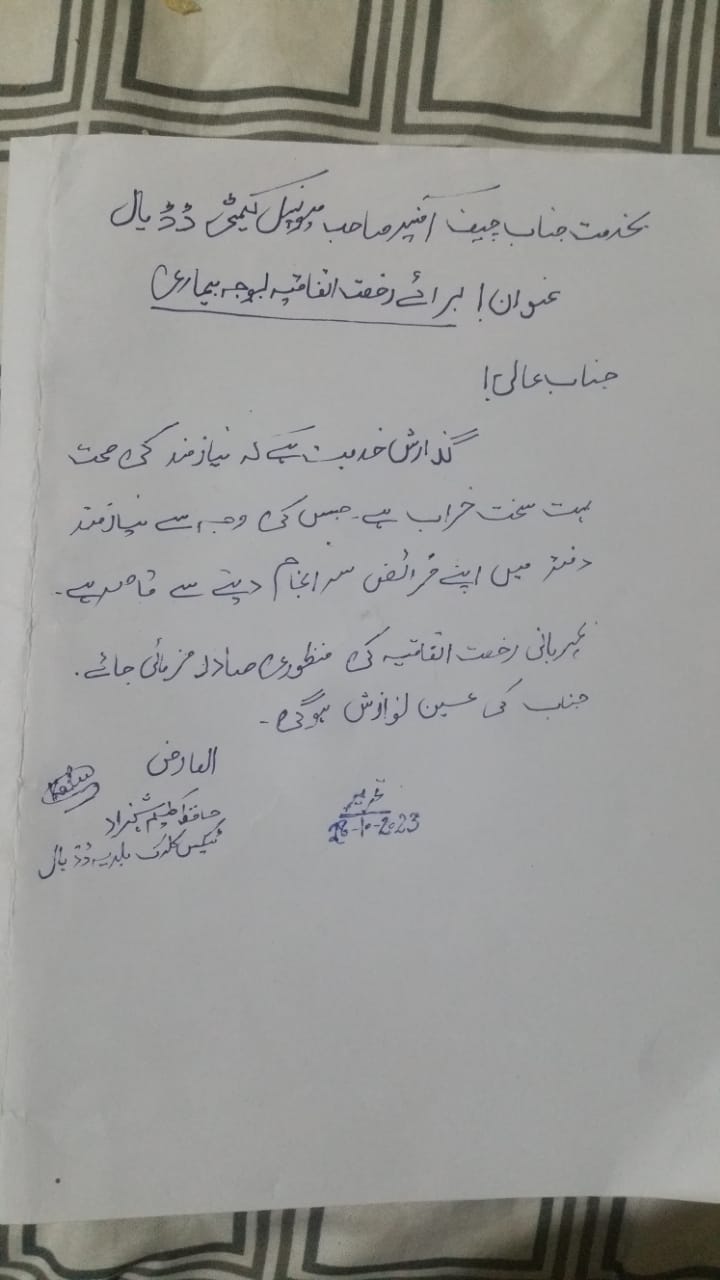 بخدمت جناب چیف آفیسر صاحب میونسپل کمیٹی ڈڈیال
عنوان! برائے رخصت اتفاقیہ بوجہ بیماری
جناب عالی!
گذارش خدمت ہے کہ نیازمند کی صحت
بہت سخت خراب ہے۔ جس کی وجہ سے نیازمند
دفتر میں اپنے فرائض سرانجام دینے سے قاصر ہے۔
مہربانی رخصت اتفاقیہ کی منظوری صادر فرمائی جائے۔
جناب کی عین نوازش ہوگی۔
العارض
حافظ شہزاد
ٹیکس کلرک بلدیہ ڈڈیال
تحریر
-10-2023